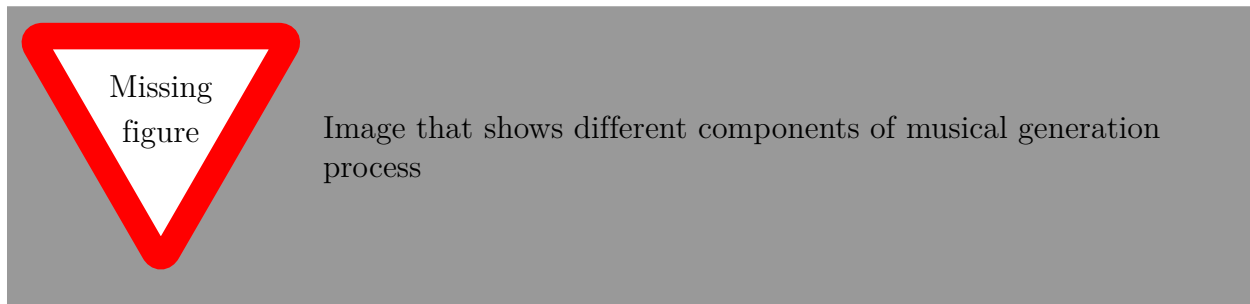 Missing
figure
Image that shows different components of musical generation
process